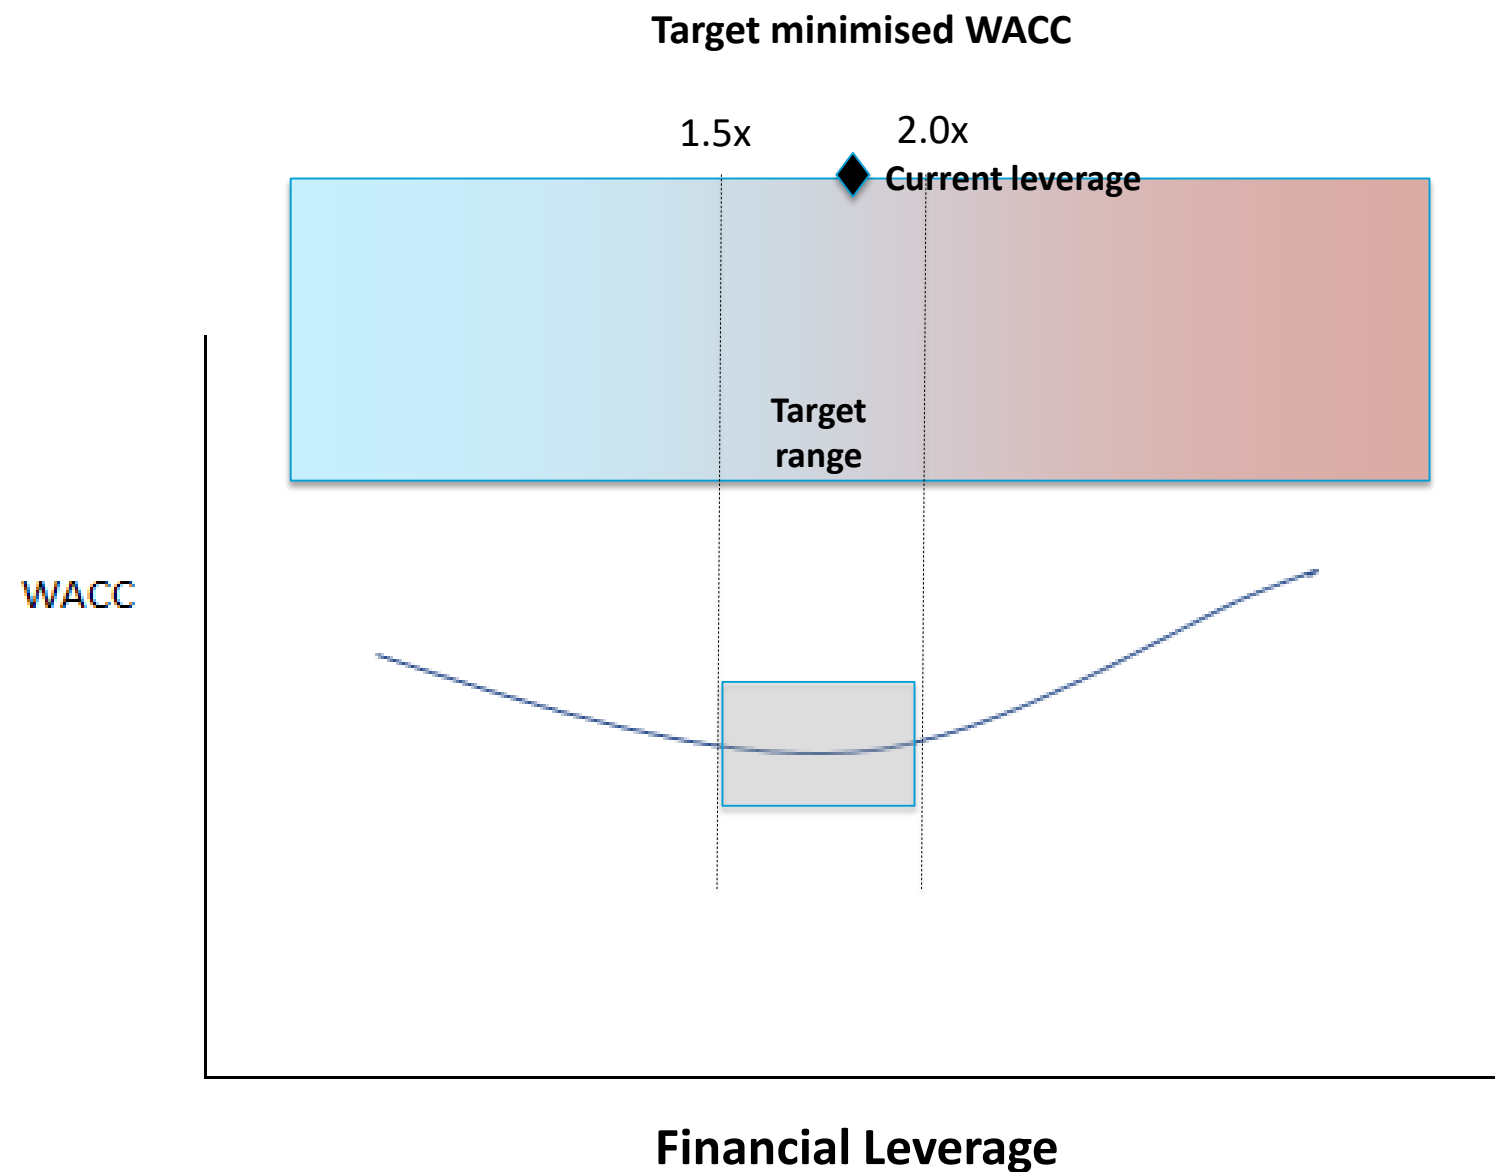 Target minimised WACC
1.5x
2.0x
Current leverage
Target
range
WACC
Financial Leverage